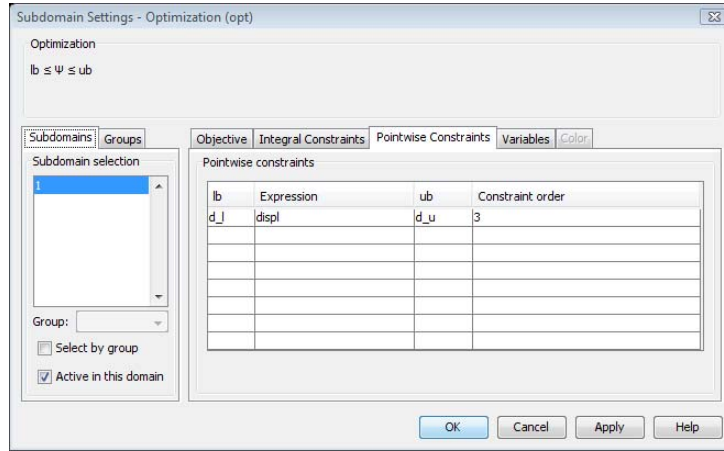 Subdomain Settings - Optimization (opt)
Optimization
lb ≤ Ψ ≤ ub
Subdomains Groups
Subdomain selection
1
Group:
Select by group
Active in this domain
Objective Integral Constraints Pointwise Constraints Variables Color
Pointwise constraints
lb Expression ub Constraint order
d_l displ d_u 3
OK Cancel Apply Help